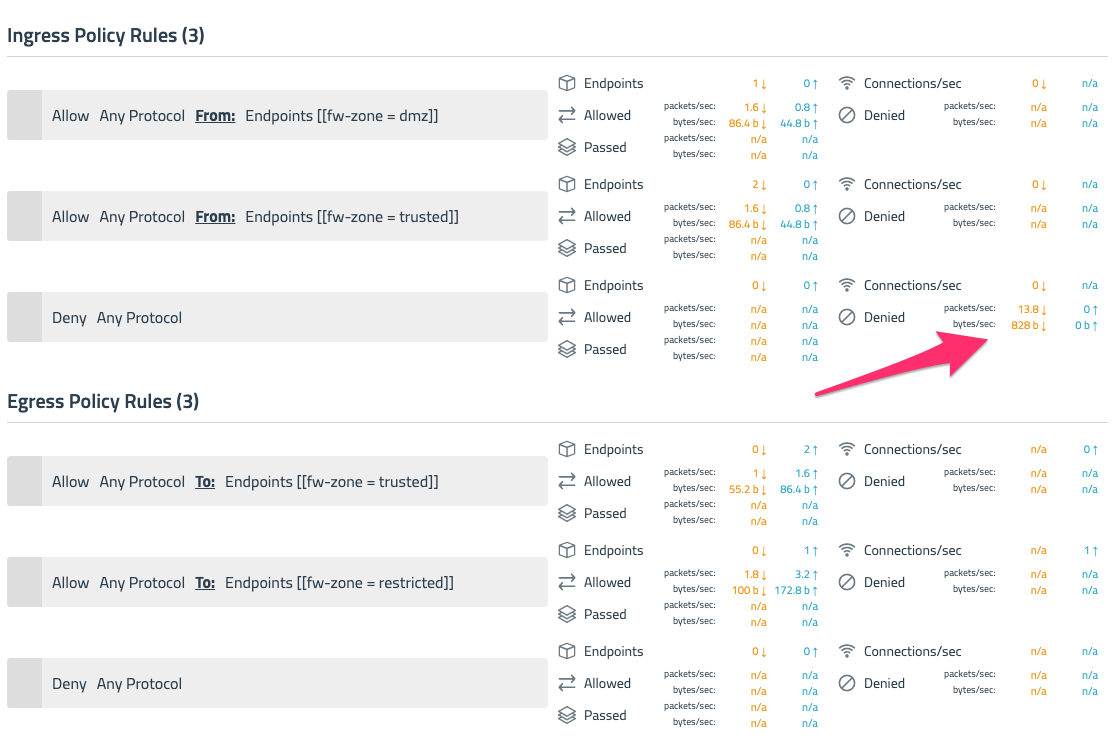 Ingress Policy Rules (3)
Endpoints 1 ↓ 0 ↑ Connections/sec 0 ↓ n/a
Allow Any Protocol From: Endpoints [[fw-zone = dmz]]
Allowed packets/sec: 1.6 ↓ 0.8 ↑ Denied packets/sec: n/a n/a
bytes/sec: 86.4 b ↓ 44.8 b ↑ bytes/sec: n/a n/a
Passed packets/sec: n/a n/a
bytes/sec: n/a n/a
Endpoints 2 ↓ 0 ↑ Connections/sec 0 ↓ n/a
Allow Any Protocol From: Endpoints [[fw-zone = trusted]]
Allowed packets/sec: 1.6 ↓ 0.8 ↑ Denied packets/sec: n/a n/a
bytes/sec: 86.4 b ↓ 44.8 b ↑ bytes/sec: n/a n/a
Passed packets/sec: n/a n/a
bytes/sec: n/a n/a
Endpoints 0 ↓ 0 ↑ Connections/sec 0 ↓ n/a
Deny Any Protocol
Allowed packets/sec: n/a n/a Denied packets/sec: 13.8 ↓ 0 ↑
bytes/sec: n/a n/a bytes/sec: 828 b ↓ 0 b ↑
Passed packets/sec: n/a n/a
bytes/sec: n/a n/a
Egress Policy Rules (3)
Endpoints 0 ↓ 2 ↑ Connections/sec n/a 0 ↑
Allow Any Protocol To: Endpoints [[fw-zone = trusted]]
Allowed packets/sec: 1 ↓ 1.6 ↑ Denied packets/sec: n/a n/a
bytes/sec: 55.2 b ↓ 86.4 b ↑ bytes/sec: n/a n/a
Passed packets/sec: n/a n/a
bytes/sec: n/a n/a
Endpoints 0 ↓ 1 ↑ Connections/sec n/a 1 ↑
Allow Any Protocol To: Endpoints [[fw-zone = restricted]]
Allowed packets/sec: 1.8 ↓ 3.2 ↑ Denied packets/sec: n/a n/a
bytes/sec: 100 b ↓ 172.8 b ↑ bytes/sec: n/a n/a
Passed packets/sec: n/a n/a
bytes/sec: n/a n/a
Endpoints 0 ↓ 0 ↑ Connections/sec n/a n/a
Deny Any Protocol
Allowed packets/sec: n/a n/a Denied packets/sec: n/a n/a
bytes/sec: n/a n/a bytes/sec: n/a n/a
Passed packets/sec: n/a n/a
bytes/sec: n/a n/a